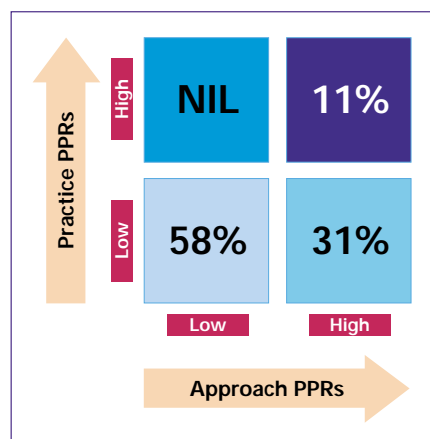 Practice PPRs
High
NIL
11%
Low
58%
31%
Low
High
Approach PPRs